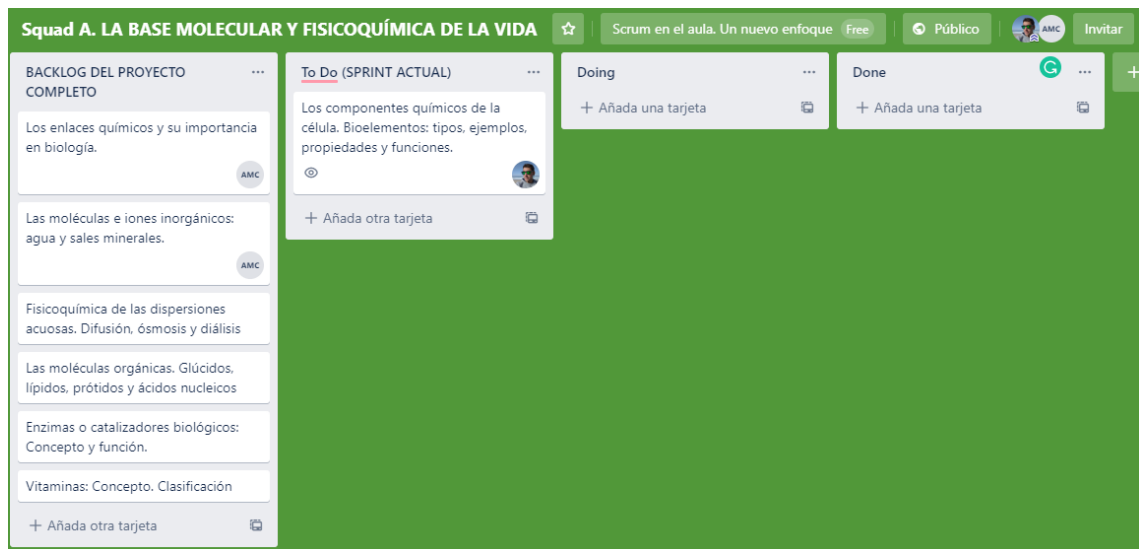 Squad A. LA BASE MOLECULAR Y FISICOQUÍMICA DE LA VIDA
Scrum en el aula. Un nuevo enfoque Free
Público
AMC
Invitar
BACKLOG DEL PROYECTO
COMPLETO
Los enlaces químicos y su importancia
en biología.
AMC
Las moléculas e iones inorgánicos:
agua y sales minerales.
AMC
Fisicoquímica de las dispersiones
acuosas. Difusión, ósmosis y diálisis
Las moléculas orgánicas. Glúcidos,
lípidos, prótidos y ácidos nucleicos
Enzimas o catalizadores biológicos:
Concepto y función.
Vitaminas: Concepto. Clasificación
+ Añada otra tarjeta
To Do (SPRINT ACTUAL)
Los componentes químicos de la
célula. Bioelementos: tipos, ejemplos,
propiedades y funciones.
+ Añada otra tarjeta
Doing
+ Añada una tarjeta
Done
+ Añada una tarjeta